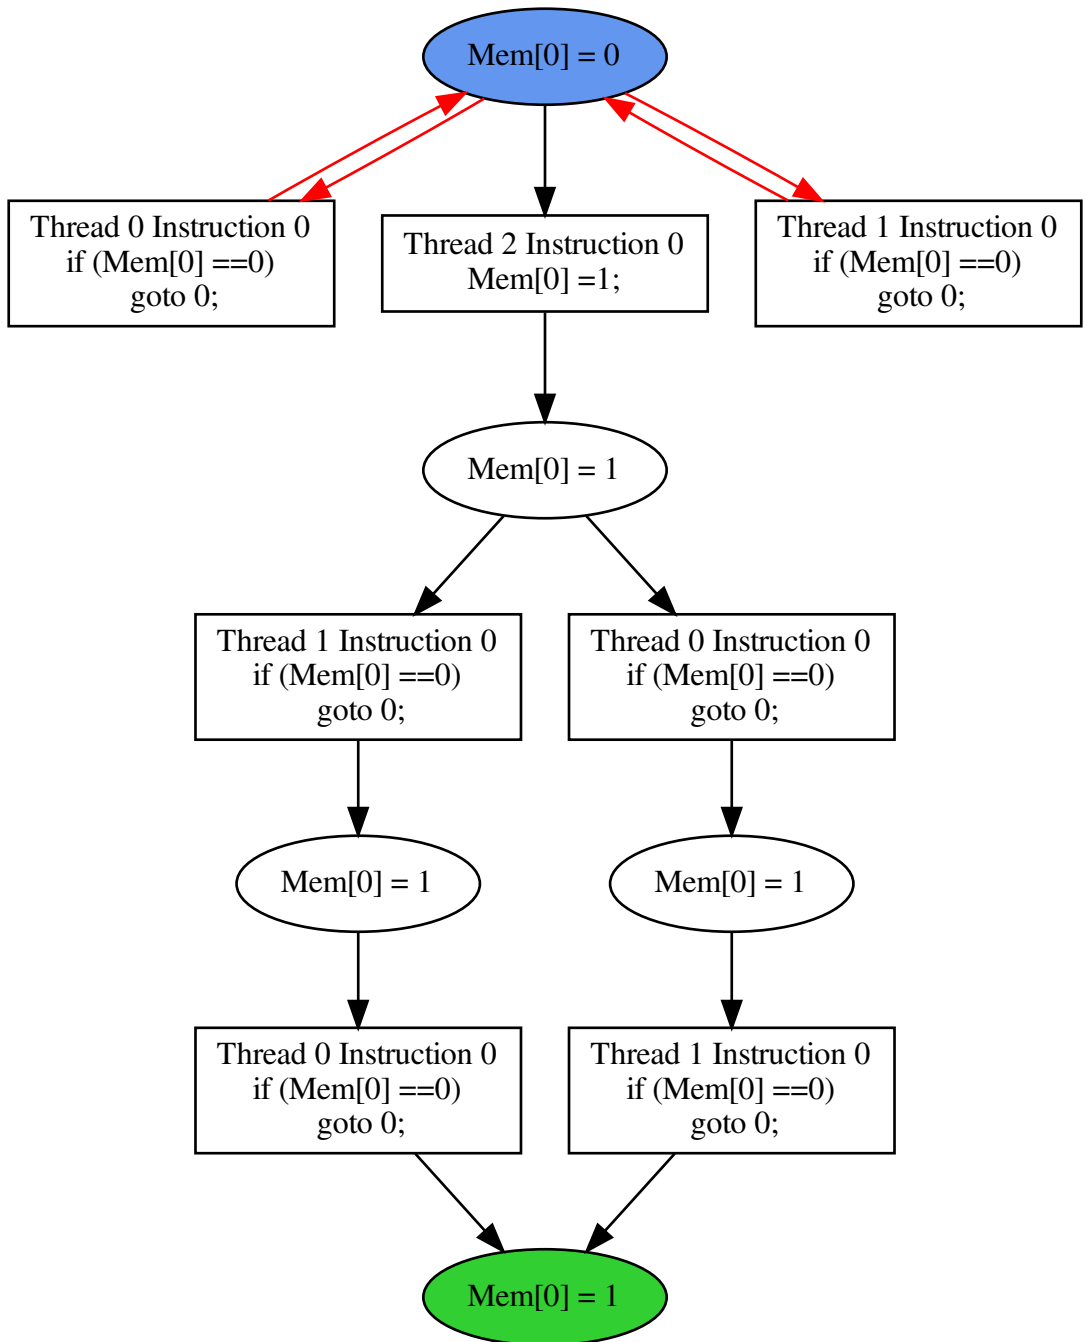 Mem[0] = 0
Thread 0 Instruction 0
if (Mem[0] ==0)
goto 0;
Thread 2 Instruction 0
Mem[0] =1;
Thread 1 Instruction 0
if (Mem[0] ==0)
goto 0;
Mem[0] = 1
Thread 1 Instruction 0
if (Mem[0] ==0)
goto 0;
Thread 0 Instruction 0
if (Mem[0] ==0)
goto 0;
Mem[0] = 1
Mem[0] = 1
Thread 0 Instruction 0
if (Mem[0] ==0)
goto 0;
Thread 1 Instruction 0
if (Mem[0] ==0)
goto 0;
Mem[0] = 1